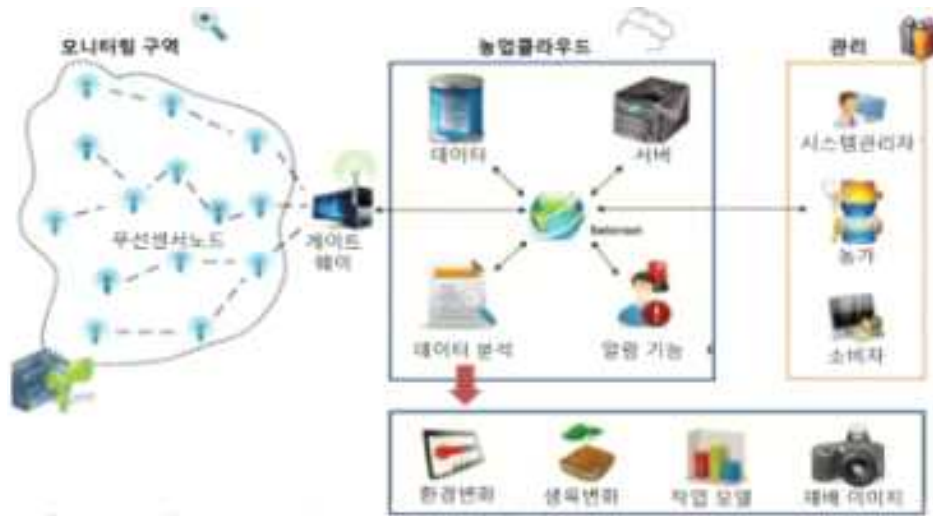 모니터링 구역
농업클라우드
관리
데이터
서버
시스템관리자
무선센서노드
게이트
웨이
Internet
농가
데이터 분석
알람 기능
소비자
환경변화
생육변화
작업 모델
재배 이미지